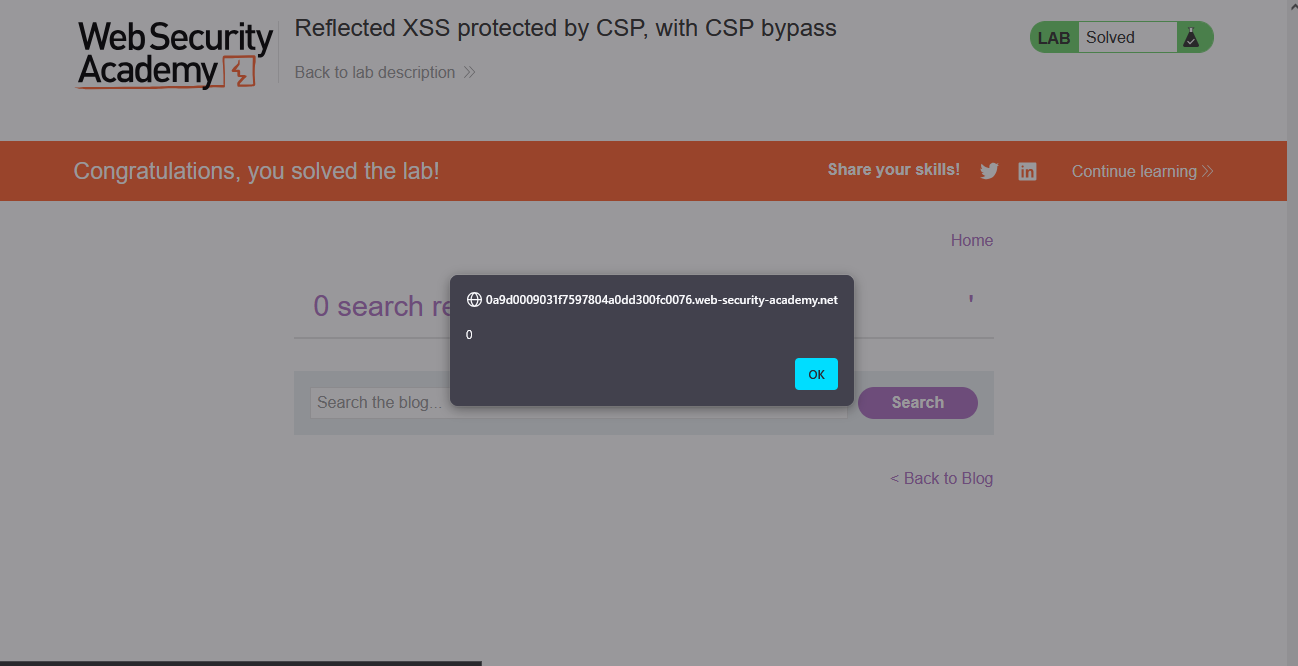 Web Security
Academy
Reflected XSS protected by CSP, with CSP bypass
Back to lab description
LAB Solved
Congratulations, you solved the lab!
Share your skills!
in
Continue learning
Home
0 search re
'
0a9d0009031f7597804a0dd300fc0076.web-security-academy.net
0
OK
Search the blog...
Search
< Back to Blog